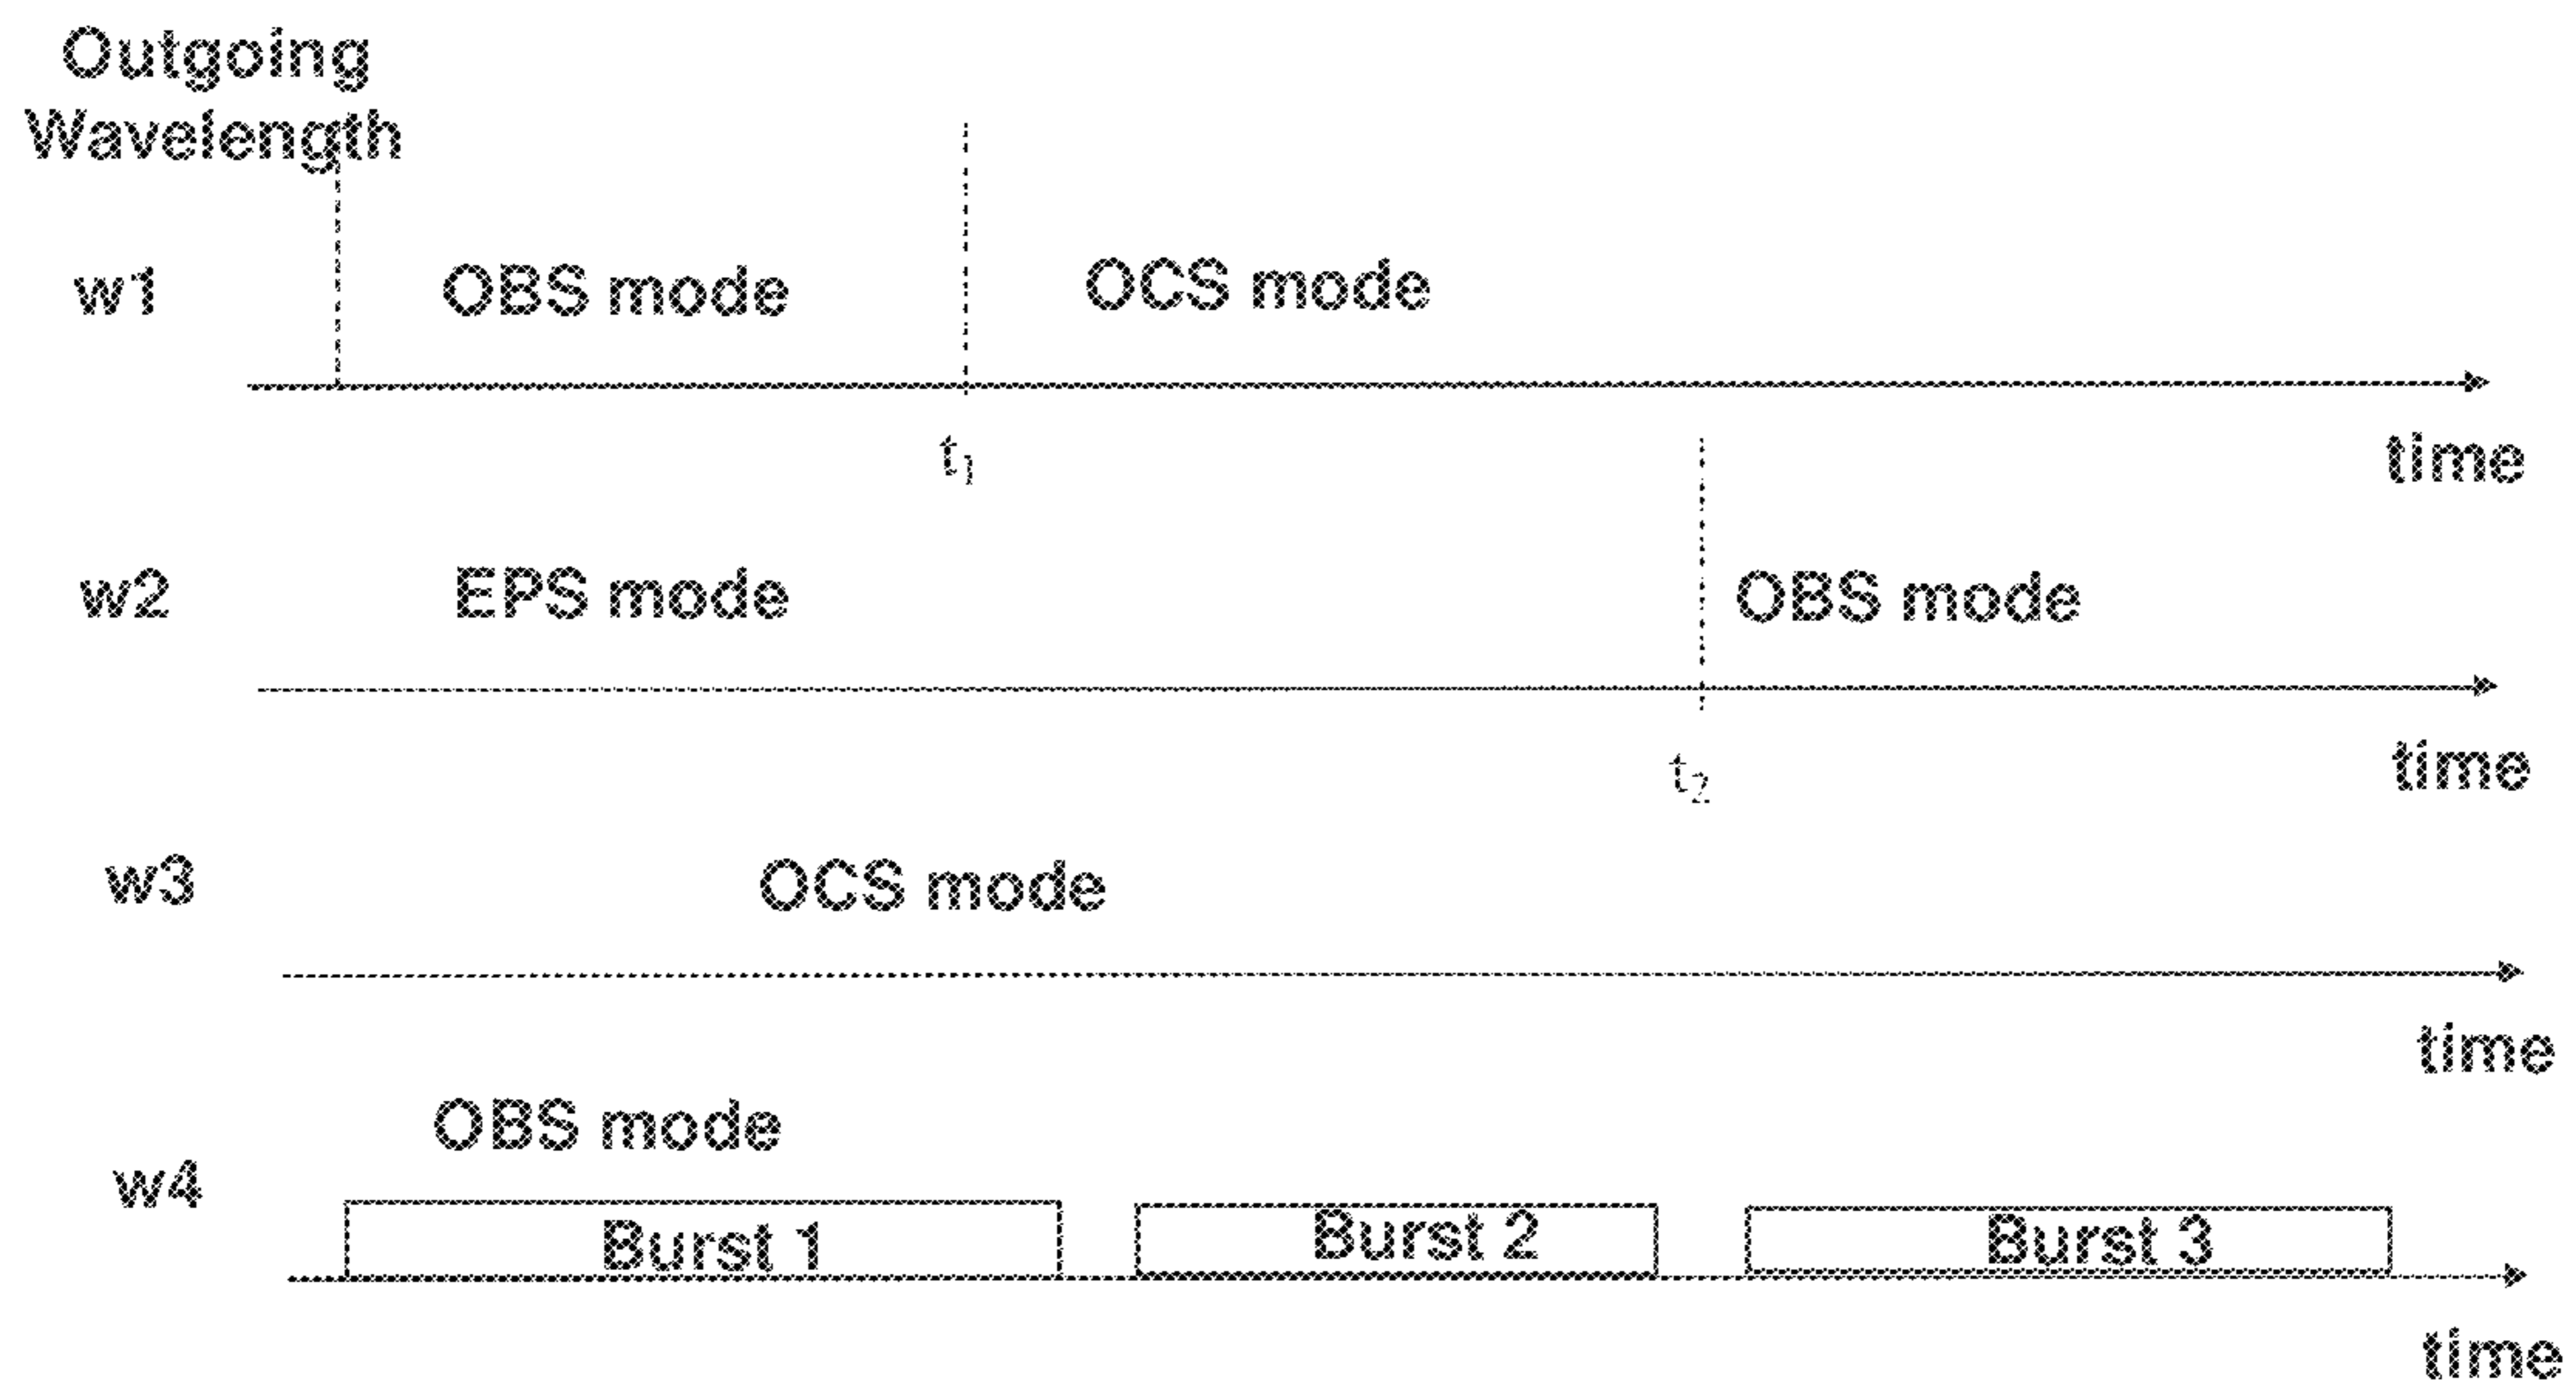 Outgoing
Wavelength
w1 OBS mode OCS mode
t1 time
w2 EPS mode OBS mode
t2 time
w3 OCS mode
time
OBS mode
w4
Burst 1 Burst 2 Burst 3
time